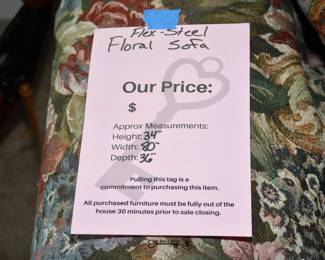 Flex-Steel
Floral Sofa
Our Price:
$
Approx Measurements:
Height: 34"
Width: 80"
Depth: 36"
Pulling this tag is a
commitment to purchasing this item.
All purchased furniture must be fully out of the
house 30 minutes prior to sale closing.